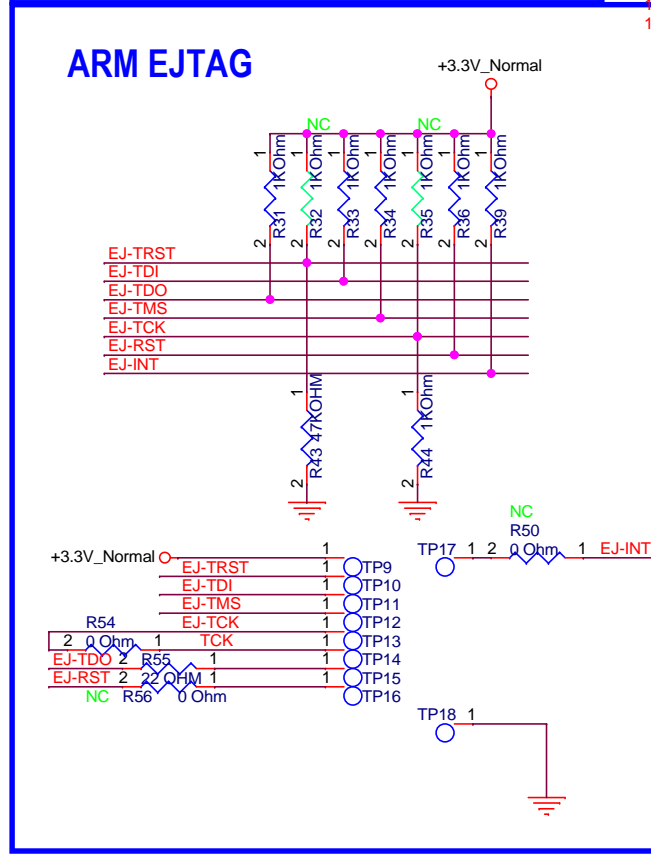 1
ARM EJTAG
+3.3V_Normal
NC NC
1 1 1 1 1 1 1
1KOhm 1KOhm 1KOhm 1KOhm 1KOhm 1KOhm 1KOhm
R31 R32 R33 R34 R35 R36 R39
2 2 2 2 2 2 2
EJ-TRST
EJ-TDI
EJ-TDO
EJ-TMS
EJ-TCK
EJ-RST
EJ-INT
1 1
47KOHM 1KOhm
R43 R44
2 2
NC
R50
TP17 1 2 0 Ohm 1 EJ-INT
+3.3V_Normal 1
TP9
EJ-TRST 1
TP10
EJ-TDI 1
TP11
EJ-TMS 1
TP12
R54 EJ-TCK 1
TP13
2 0 Ohm 1 TCK 1
TP14
EJ-TDO 2 R55 1 1
22 OHM TP15
EJ-RST 2 1 1
NC R56 0 Ohm TP16
TP18 1